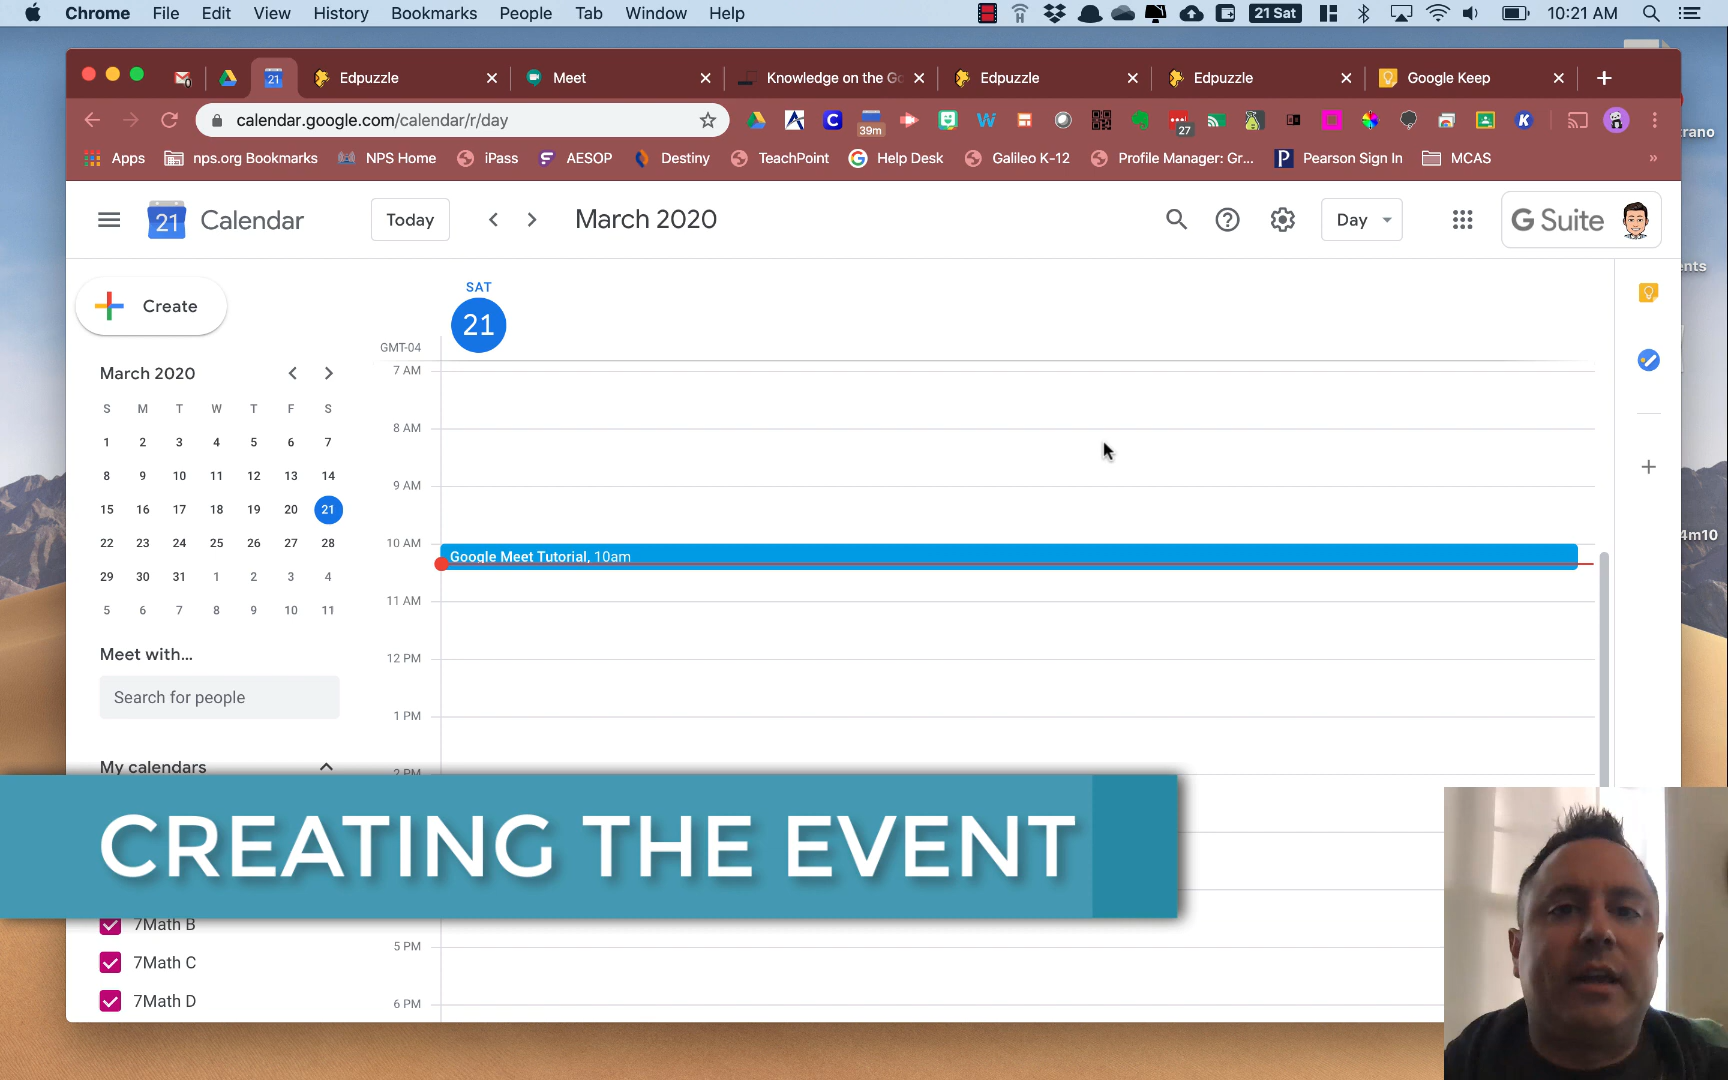 Chrome File Edit View History Bookmarks People Tab Window Help 21 Sat 10:21 AM
21 Edpuzzle Meet Knowledge on the Go Edpuzzle Edpuzzle Google Keep
calendar.google.com/calendar/r/day 39m 27
Apps nps.org Bookmarks NPS Home iPass AESOP Destiny TeachPoint Help Desk Galileo K-12 Profile Manager: Gr... Pearson Sign In MCAS »
21 Calendar Today March 2020 Day G Suite
Create
SAT
21
GMT-04
March 2020
S M T W T F S
1 2 3 4 5 6 7
8 9 10 11 12 13 14
15 16 17 18 19 20 21
22 23 24 25 26 27 28
29 30 31 1 2 3 4
5 6 7 8 9 10 11
Meet with...
Search for people
My calendars
7Math B
7Math C
7Math D
7 AM
8 AM
9 AM
10 AM
Google Meet Tutorial, 10am
11 AM
12 PM
1 PM
2 PM
5 PM
6 PM
CREATING THE EVENT
trano
ents
4m10